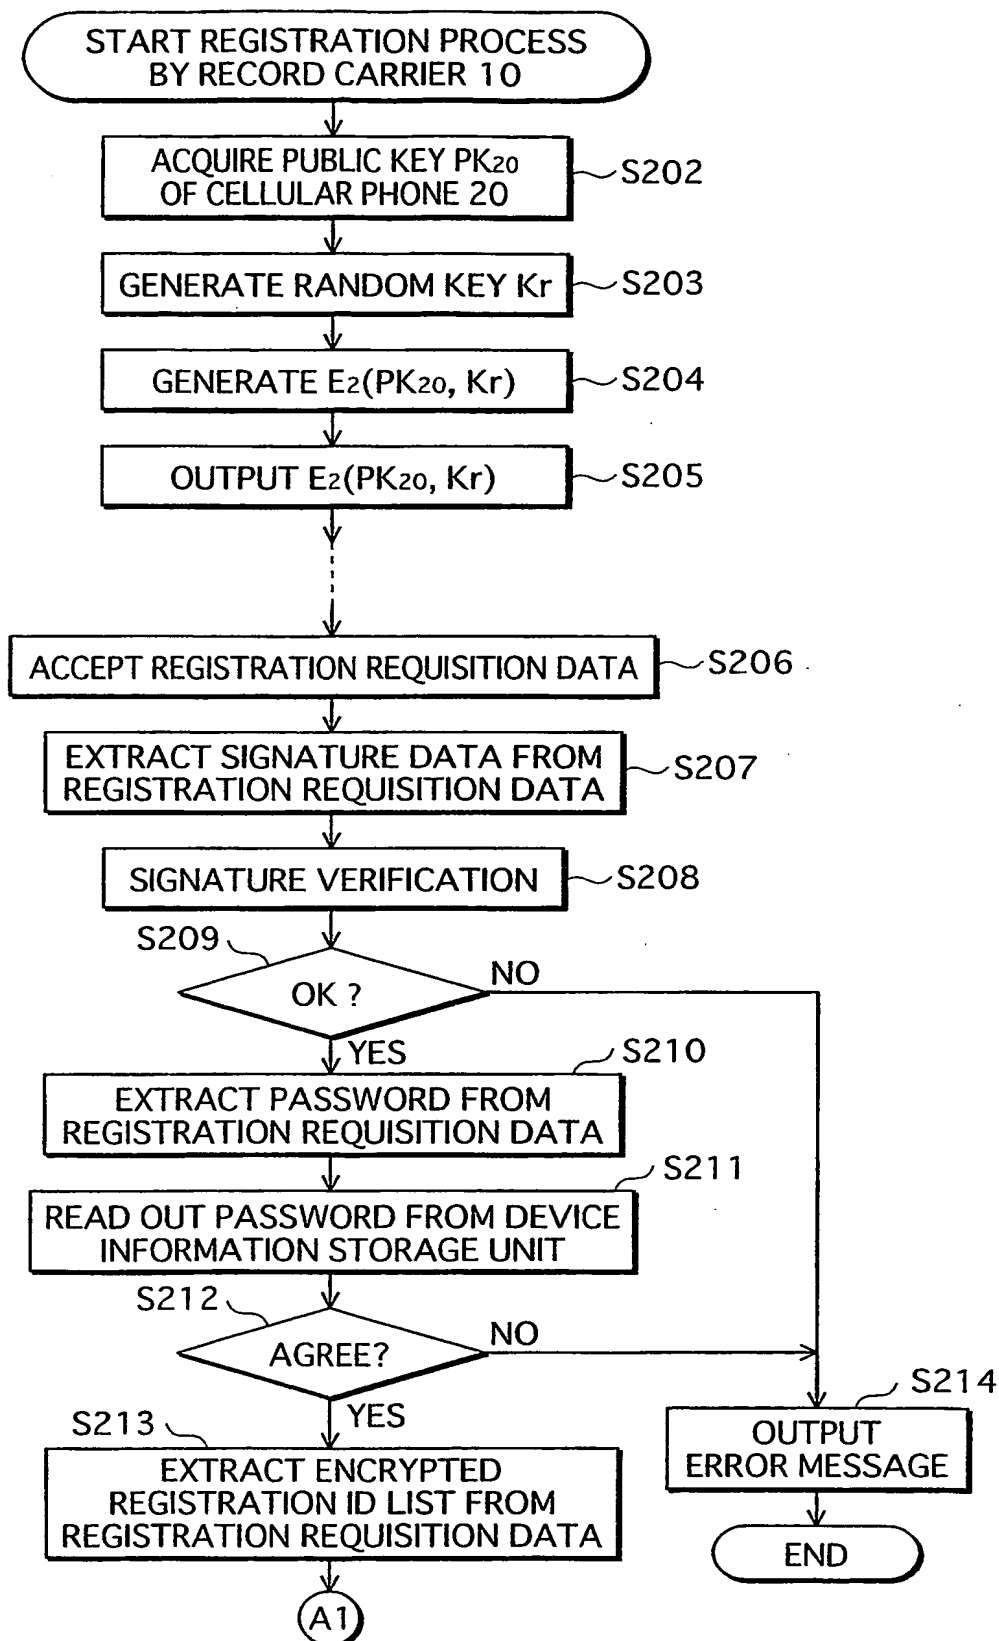 START REGISTRATION PROCESS
BY RECORD CARRIER 10
ACQUIRE PUBLIC KEY PK20
OF CELLULAR PHONE 20
S202
GENERATE RANDOM KEY Kr
S203
GENERATE E2(PK20, Kr)
S204
OUTPUT E2(PK20, Kr)
S205
ACCEPT REGISTRATION REQUISITION DATA
S206
EXTRACT SIGNATURE DATA FROM
REGISTRATION REQUISITION DATA
S207
SIGNATURE VERIFICATION
S208
S209
OK ?
NO
YES
S210
EXTRACT PASSWORD FROM
REGISTRATION REQUISITION DATA
S211
READ OUT PASSWORD FROM DEVICE
INFORMATION STORAGE UNIT
S212
AGREE?
NO
YES
S213
EXTRACT ENCRYPTED
REGISTRATION ID LIST FROM
REGISTRATION REQUISITION DATA
S214
OUTPUT
ERROR MESSAGE
END
A1